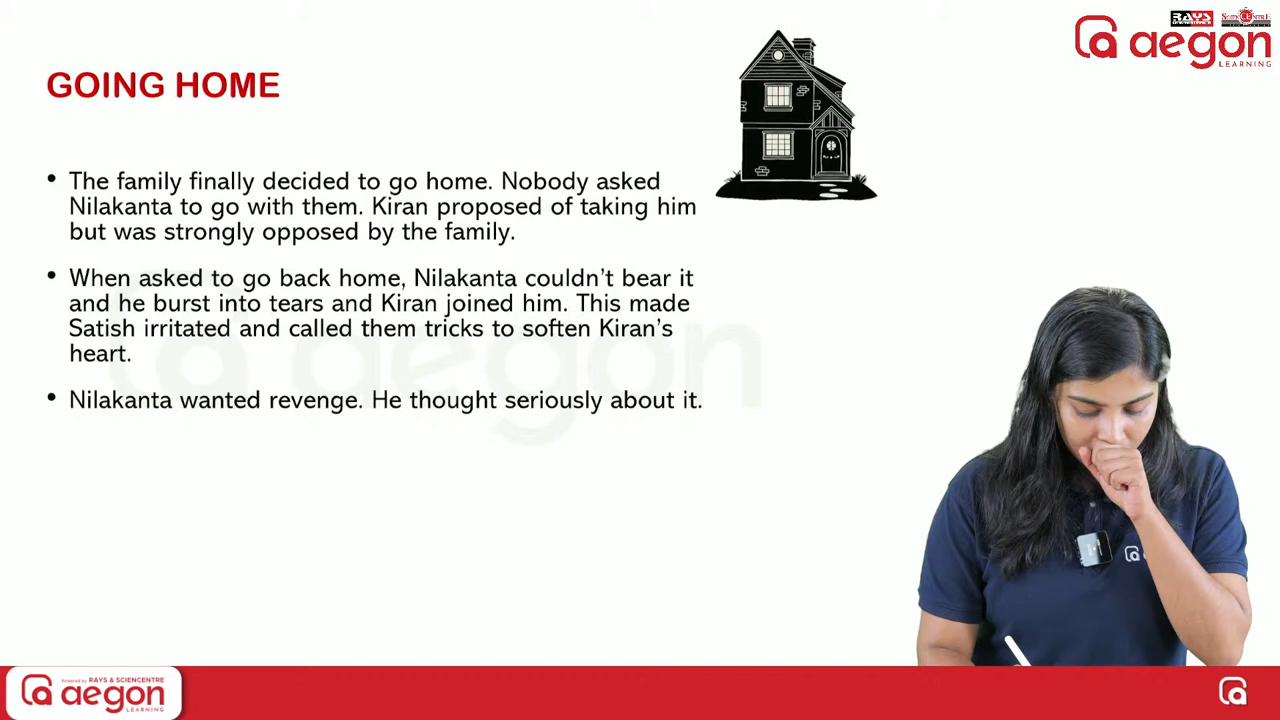 RAYS
SCIENCENTRE
aegon
LEARNING
GOING HOME
• The family finally decided to go home. Nobody asked
Nilakanta to go with them. Kiran proposed of taking him
but was strongly opposed by the family.
• When asked to go back home, Nilakanta couldn't bear it
and he burst into tears and Kiran joined him. This made
Satish irritated and called them tricks to soften Kiran's
heart.
• Nilakanta wanted revenge. He thought seriously about it.
aegon
Powered by RAYS & SCIENCENTRE
aegon
LEARNING